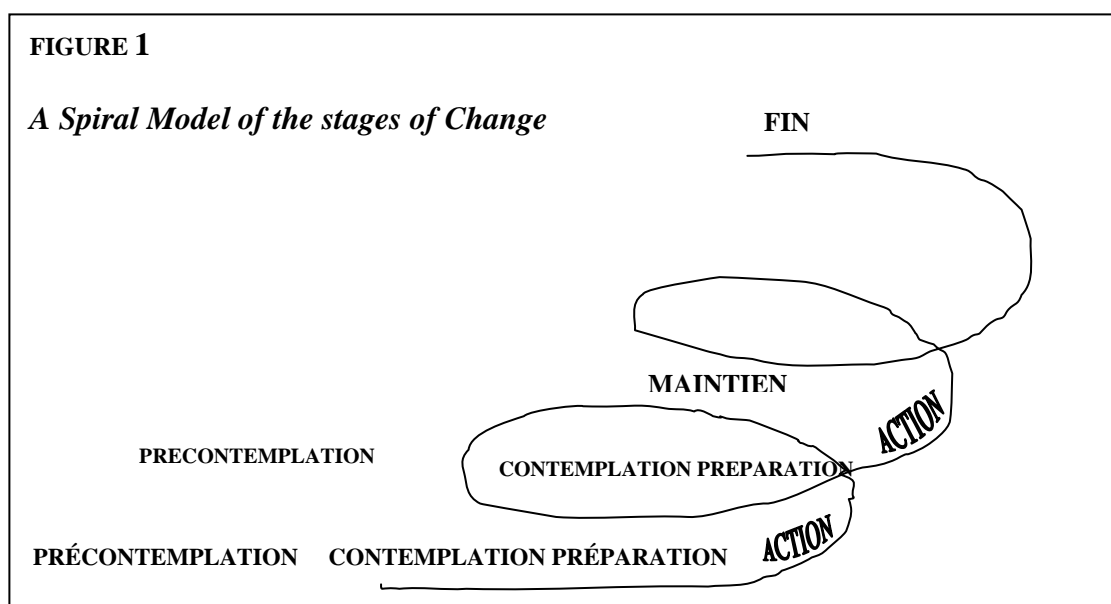 FIGURE 1
A Spiral Model of the stages of Change
FIN
MAINTIEN
ACTION
PRECONTEMPLATION
CONTEMPLATION PREPARATION
ACTION
PRÉCONTEMPLATION CONTEMPLATION PRÉPARATION